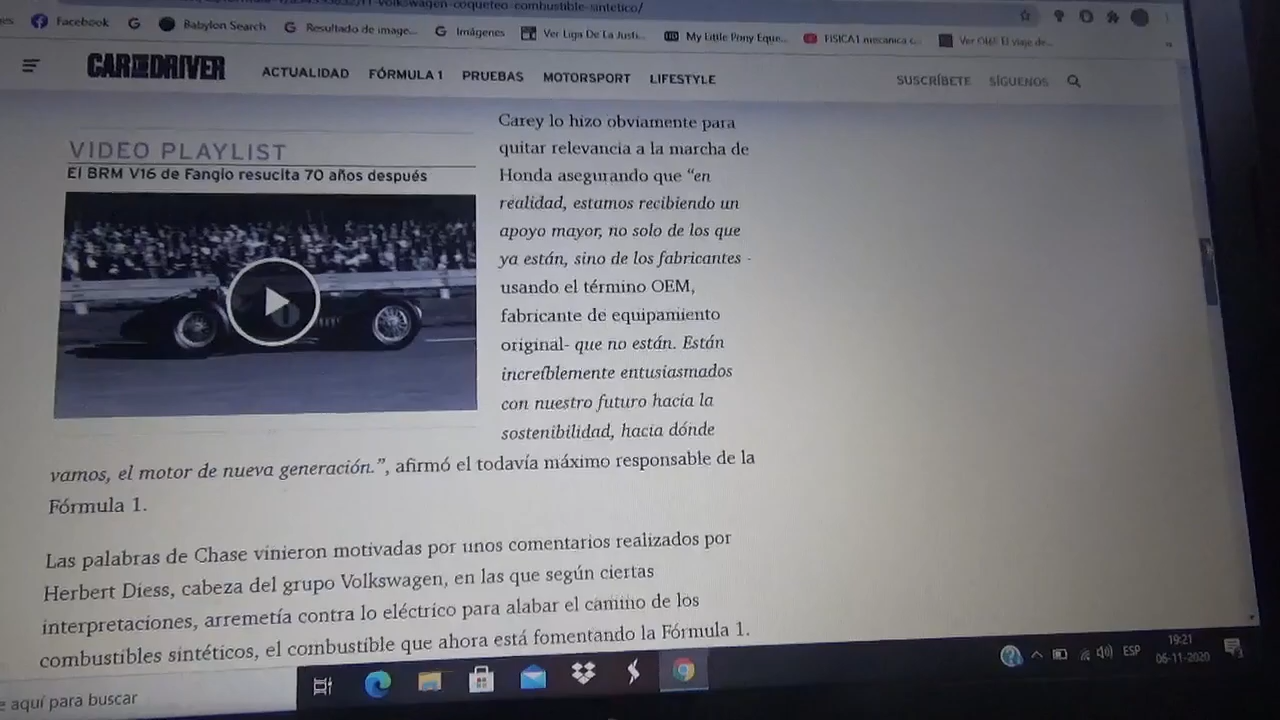 volkswagen-coqueteo-combustible-sintetico/
Facebook
Babylon Search
Resultado de image...
Imágenes
Ver Liga De La Justi...
My Little Pony Eque...
FISICA1 mecanica c...
CAR AND DRIVER
ACTUALIDAD
FÓRMULA 1
PRUEBAS
MOTORSPORT
LIFESTYLE
SUSCRÍBETE
SÍGUENOS
VIDEO PLAYLIST
El BRM V16 de Fangio resucita 70 años después
Carey lo hizo obviamente para
quitar relevancia a la marcha de
Honda asegurando que “en
realidad, estamos recibiendo un
apoyo mayor, no solo de los que
ya están, sino de los fabricantes -
usando el término OEM,
fabricante de equipamiento
original- que no están. Están
increíblemente entusiasmados
con nuestro futuro hacia la
sostenibilidad, hacia dónde
vamos, el motor de nueva generación.”, afirmó el todavía máximo responsable de la
Fórmula 1.
Las palabras de Chase vinieron motivadas por unos comentarios realizados por
Herbert Diess, cabeza del grupo Volkswagen, en las que según ciertas
interpretaciones, arremetía contra lo eléctrico para alabar el camino de los
combustibles sintéticos, el combustible que ahora está fomentando la Fórmula 1.
aquí para buscar
ESP
19:21
06-11-2020